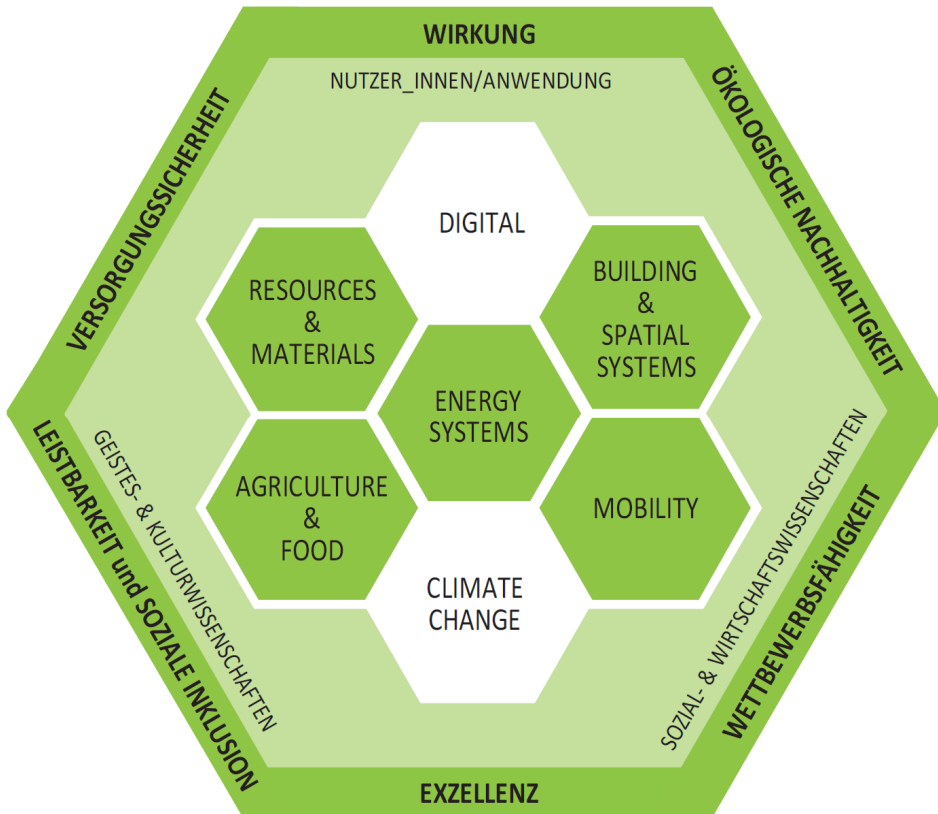 WIRKUNG
NUTZER_INNEN/ANWENDUNG
VERSORGUNGSSICHERHEIT
ÖKOLOGISCHE NACHHALTIGKEIT
DIGITAL
RESOURCES
&
MATERIALS
BUILDING
&
SPATIAL
SYSTEMS
ENERGY
SYSTEMS
AGRICULTURE
&
FOOD
MOBILITY
CLIMATE
CHANGE
GEISTES- & KULTURWISSENSCHAFTEN
SOZIAL- & WIRTSCHAFTSWISSENSCHAFTEN
LEISTBARKEIT und SOZIALE INKLUSION
WETTBEWERBSFÄHIGKEIT
EXZELLENZ